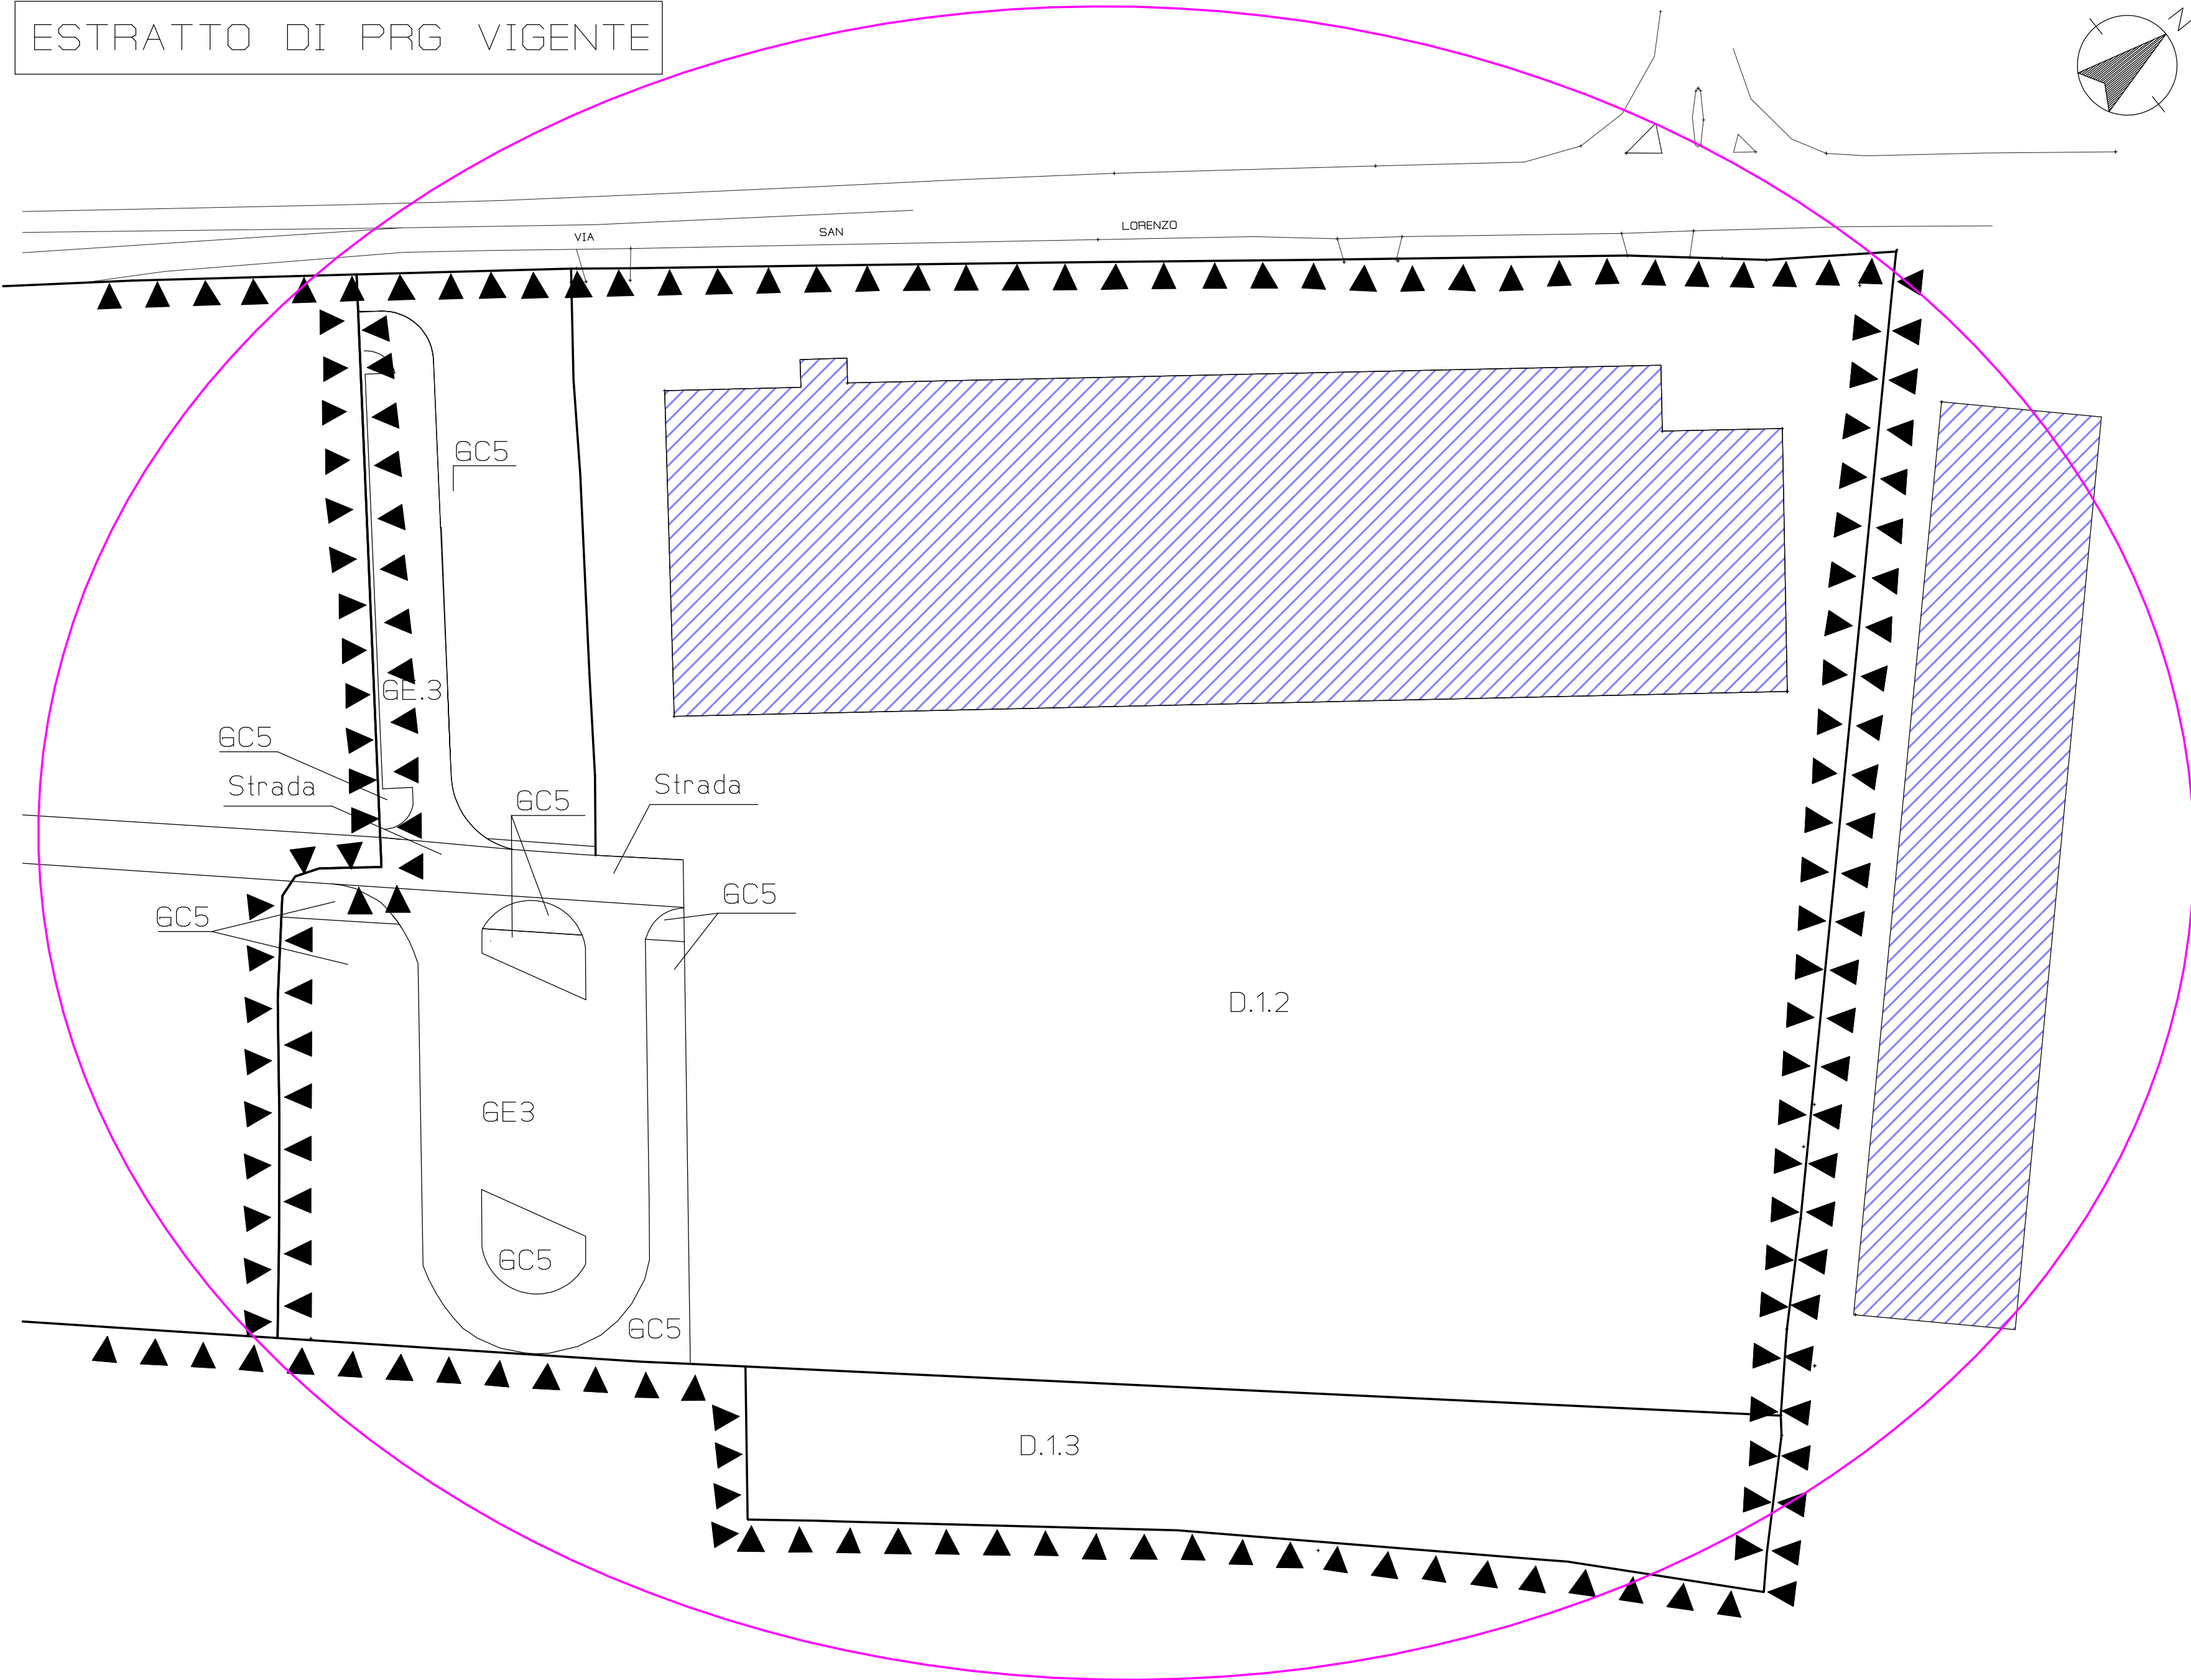 ESTRATTO DI PRG VIGENTE
N
VIA SAN LORENZO
GC5
GE.3
GC5
Strada
Strada
GC5
GC5
GC5
D.1.2
GE3
GC5
GC5
D.1.3